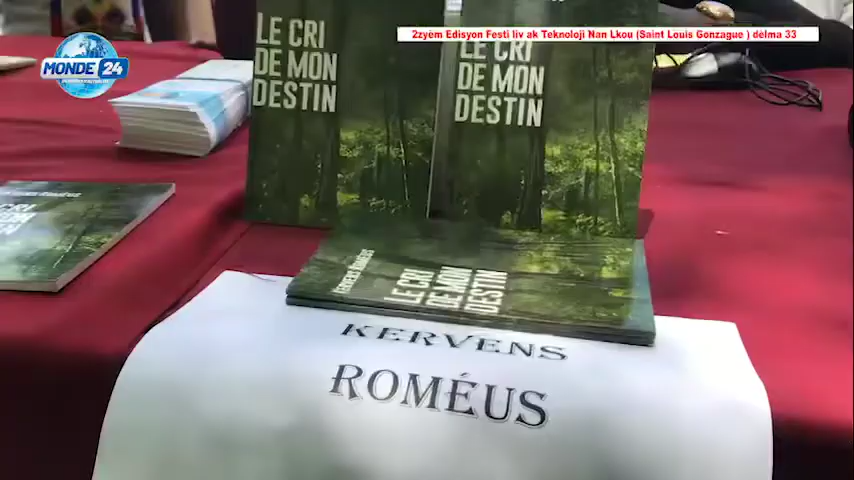 MONDE 24
2zyèm Edisyon Festi liv ak Teknoloji Nan Lkou (Saint Louis Gonzague ) dèlma 33
LE CRI
DE MON
DESTIN
LE CRI
DE MON
DESTIN
KERVENS ROMÉUS
LE CRI
DE MON
DESTIN
KERVENS
ROMÉUS